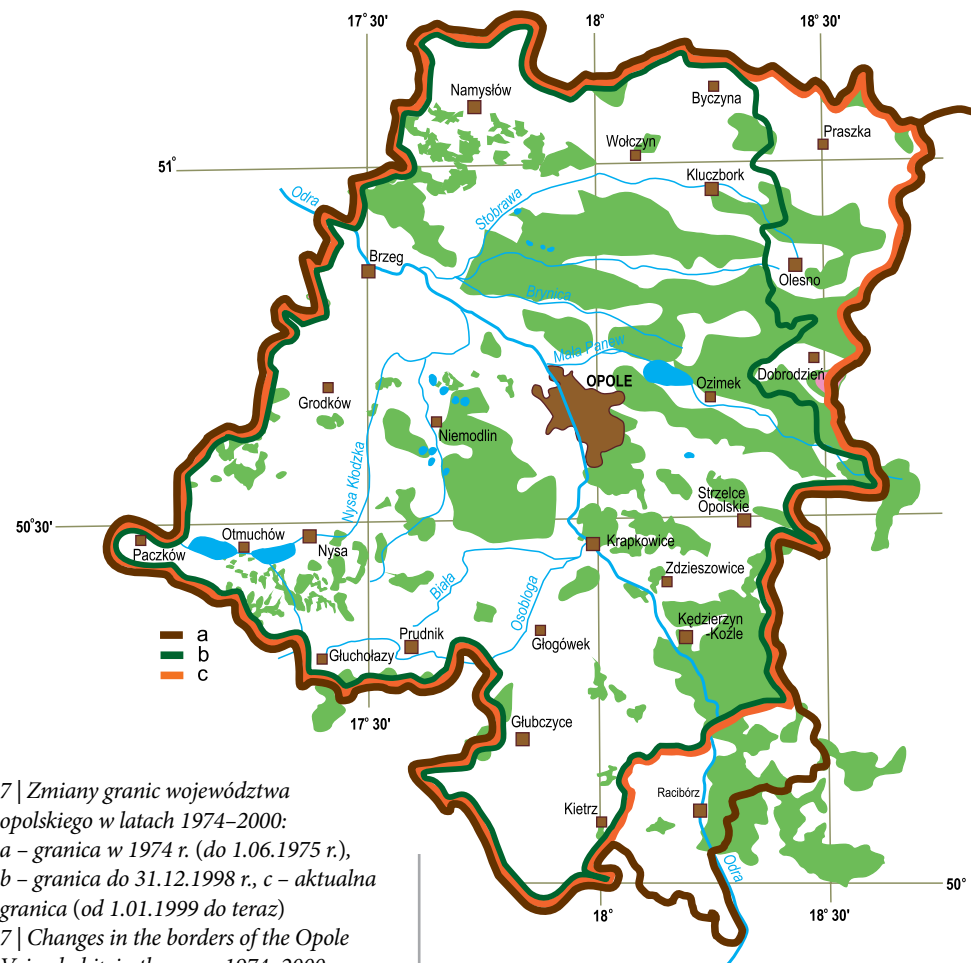 17° 30'
18°
18° 30'
Namysłów
Byczyna
Praszka
Wołczyn
51°
Kluczbork
Odra
Stobrawa
Brzeg
Olesno
Brynica
Mała Panew
Dobrodzień
OPOLE
Ozimek
Grodków
Niemodlin
Nysa Kłodzka
Strzelce
Opolskie
50°30'
Otmuchów
Paczków
Nysa
Krapkowice
Zdzieszowice
Biała
Osobłoga
Kędzierzyn
-Koźle
Prudnik
Głogówek
Głuchołazy
a
b
c
17° 30'
Głubczyce
Racibórz
Kietrz
Odra
50°
18°
18° 30'
7 | Zmiany granic województwa
opolskiego w latach 1974–2000:
a – granica w 1974 r. (do 1.06.1975 r.),
b – granica do 31.12.1998 r., c – aktualna
granica (od 1.01.1999 do teraz)
7 | Changes in the borders of the Opole